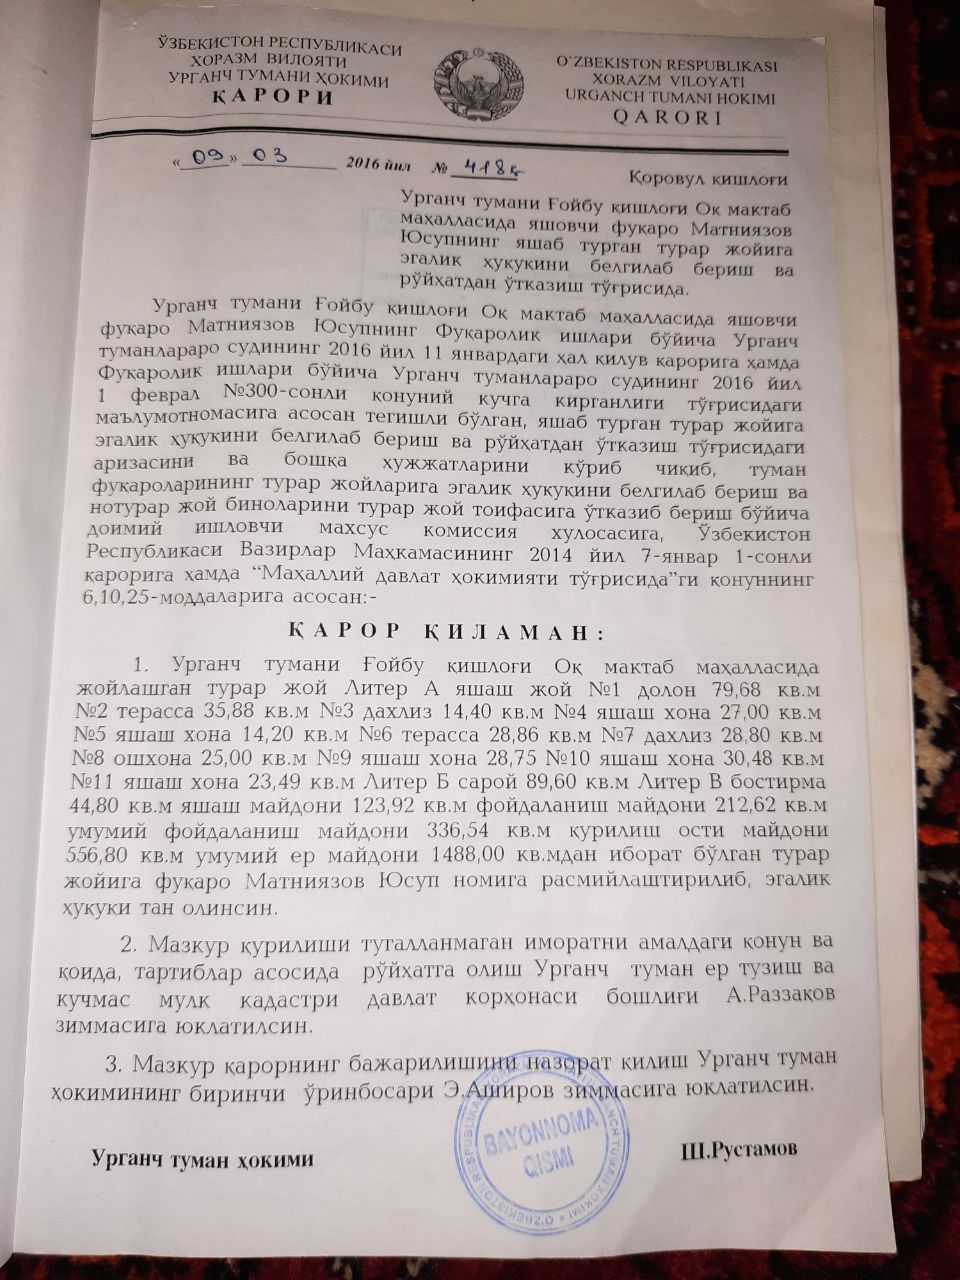 ЎЗБЕКИСТОН РЕСПУБЛИКАСИ
ХОРАЗМ ВИЛОЯТИ
УРГАНЧ ТУМАНИ ҲОКИМИ
ҚАРОРИ
O'ZBEKISTON RESPUBLIKASI
XORAZM VILOYATI
URGANCH TUMANI HOKIMI
QARORI
«09» 03 2016 йил № 418қ
Қоровул қишлоғи
Урганч тумани Ғойбу қишлоғи Оқ мактаб
маҳалласида яшовчи фуқаро Матниязов
Юсупнинг яшаб турган турар жойига
эгалик ҳуқуқини белгилаб бериш ва
рўйҳатдан ўтказиш тўғрисида.
Урганч тумани Ғойбу қишлоғи Оқ мактаб маҳалласида яшовчи
фуқаро Матниязов Юсупнинг Фуқаролик ишлари бўйича Урганч
туманлараро судининг 2016 йил 11 январдаги ҳал қилув қарорига ҳамда
Фуқаролик ишлари бўйича Урганч туманлараро судининг 2016 йил
1 феврал №300-сонли қонуний кучга кирганлиги тўғрисидаги
маълумотномасига асосан тегишли бўлган, яшаб турган турар жойига
эгалик ҳуқуқини белгилаб бериш ва рўйҳатдан ўтказиш тўғрисидаги
аризасини ва бошқа ҳужжатларини кўриб чиқиб, туман
фуқароларининг турар жойларига эгалик ҳуқуқини белгилаб бериш ва
нотурар жой биноларини турар жой тоифасига ўтказиб бериш бўйича
доимий ишловчи махсус комиссия хулосасига, Ўзбекистон
Республикаси Вазирлар Маҳкамасининг 2014 йил 7-январ 1-сонли
қарорига ҳамда “Маҳаллий давлат ҳокимияти тўғрисида”ги қонуннинг
6,10,25-моддаларига асосан:-
ҚАРОР ҚИЛАМАН:
1. Урганч тумани Ғойбу қишлоғи Оқ мактаб маҳалласида
жойлашган турар жой Литер А яшаш жой №1 долон 79,68 кв.м
№2 терасса 35,88 кв.м №3 дахлиз 14,40 кв.м №4 яшаш хона 27,00 кв.м
№5 яшаш хона 14,20 кв.м №6 терасса 28,86 кв.м №7 дахлиз 28,80 кв.м
№8 ошхона 25,00 кв.м №9 яшаш хона 28,75 №10 яшаш хона 30,48 кв.м
№11 яшаш хона 23,49 кв.м Литер Б сарой 89,60 кв.м Литер В бостирма
44,80 кв.м яшаш майдони 123,92 кв.м фойдаланиш майдони 212,62 кв.м
умумий фойдаланиш майдони 336,54 кв.м қурилиш ости майдони
556,80 кв.м умумий ер майдони 1488,00 кв.мдан иборат бўлган турар
жойига фуқаро Матниязов Юсуп номига расмийлаштирилиб, эгалик
ҳуқуқи тан олинсин.
2. Мазкур қурилиши тугалланмаган иморатни амалдаги қонун ва
қоида, тартиблар асосида рўйҳатга олиш Урганч туман ер тузиш ва
кучмас мулк кадастри давлат корҳонаси бошлиғи А.Раззақов
зиммасига юклатилсин.
3. Мазкур қарорнинг бажарилишини назорат қилиш Урганч туман
ҳокимининг биринчи ўринбосари Э.Аширов зиммасига юклатилсин.
BAYONNOMA
QISMI
Урганч туман ҳокими
Ш.Рустамов